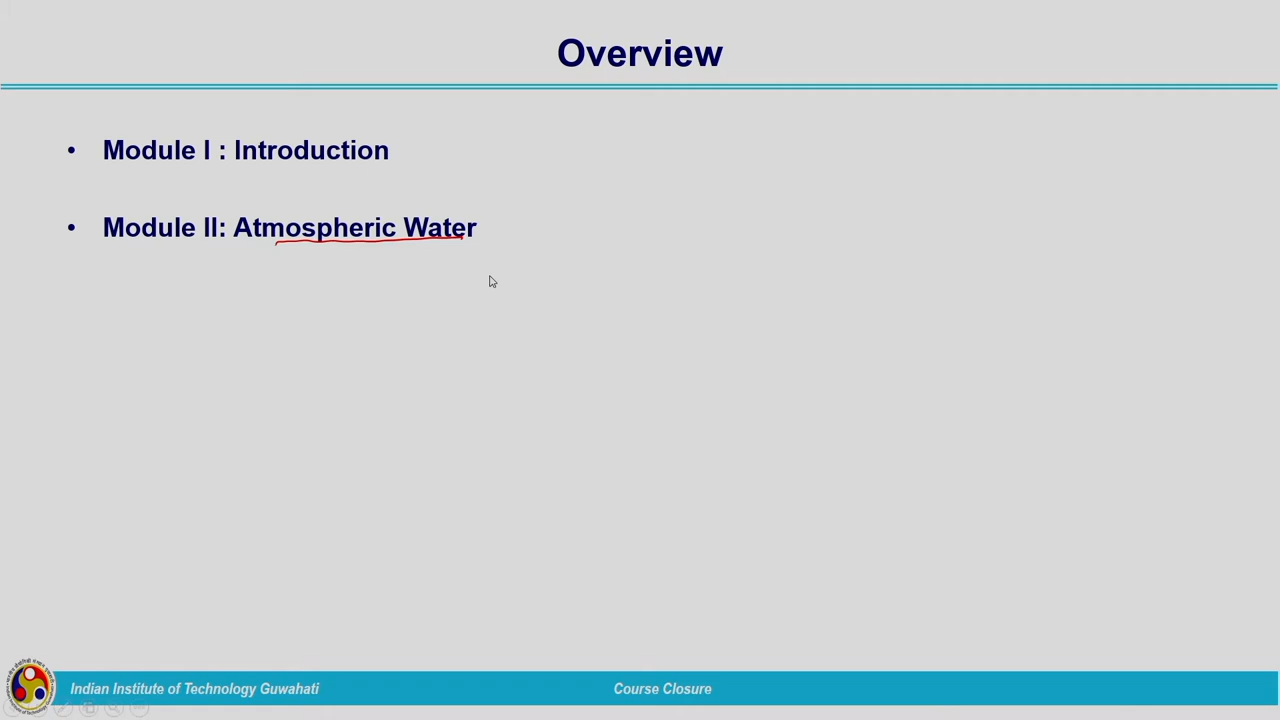 Overview
• Module I : Introduction
• Module II: Atmospheric Water
Indian Institute of Technology Guwahati
Course Closure